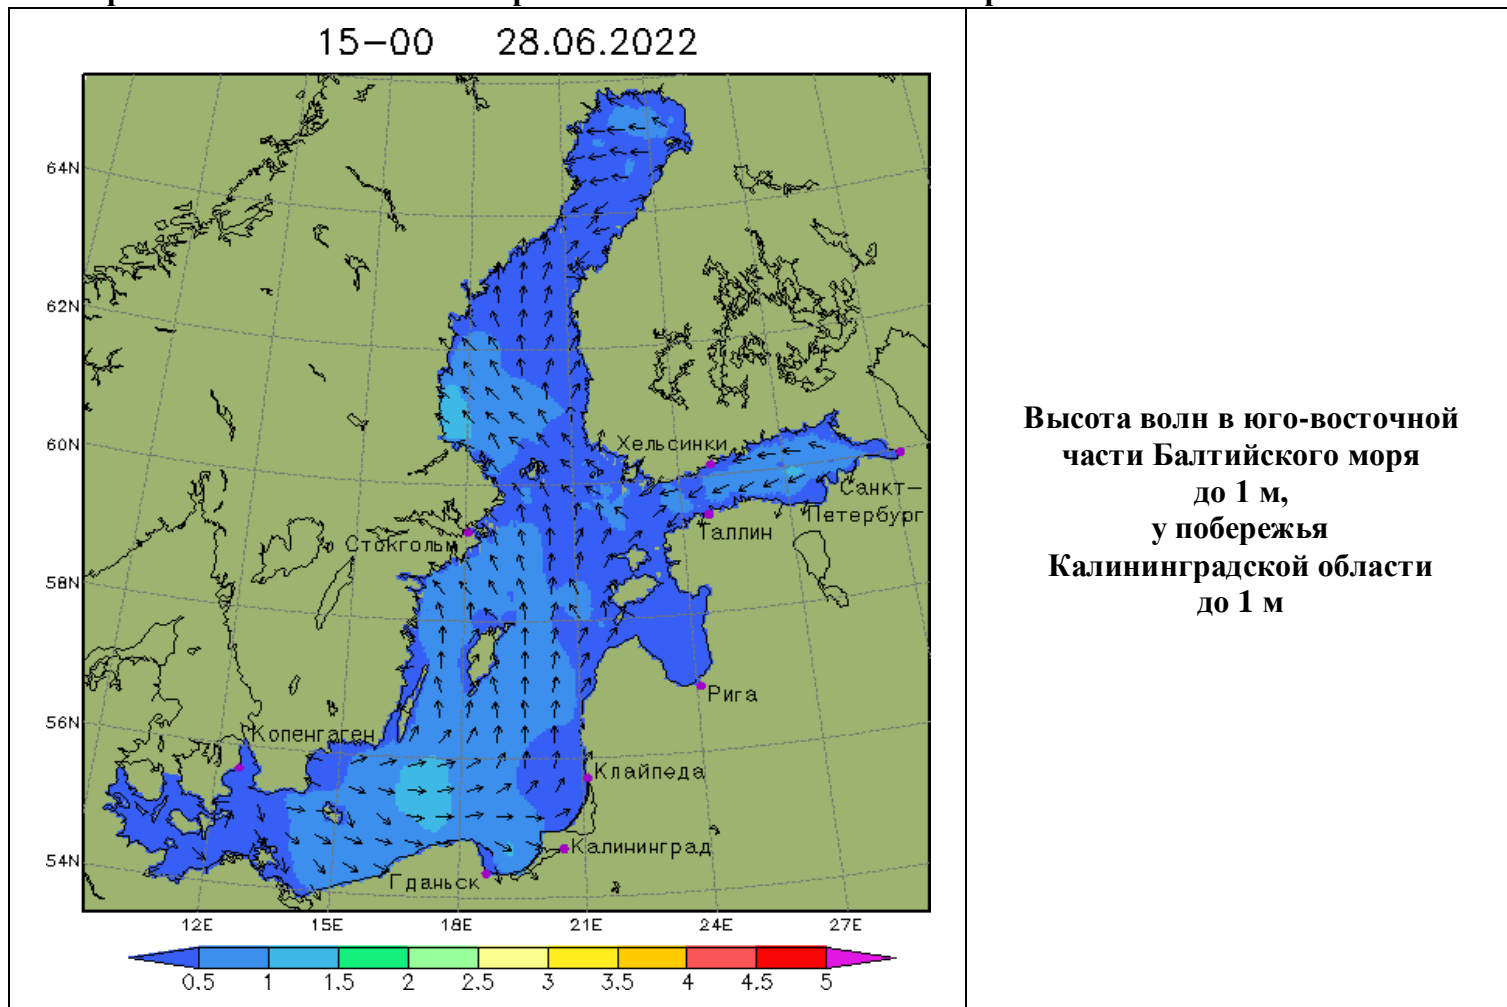 15-00 28.06.2022
64N
62N
60N
58N
56N
54N
Хельсинки
Санкт-
Петербург
Таллин
Стокгольм
Рига
Копенгаген
Клайпеда
Калининград
Гданьск
12E 15E 18E 21E 24E 27E
0.5 1 1.5 2 2.5 3 3.5 4 4.5 5
Высота волн в юго-восточной
части Балтийского моря
до 1 м,
у побережья
Калининградской области
до 1 м